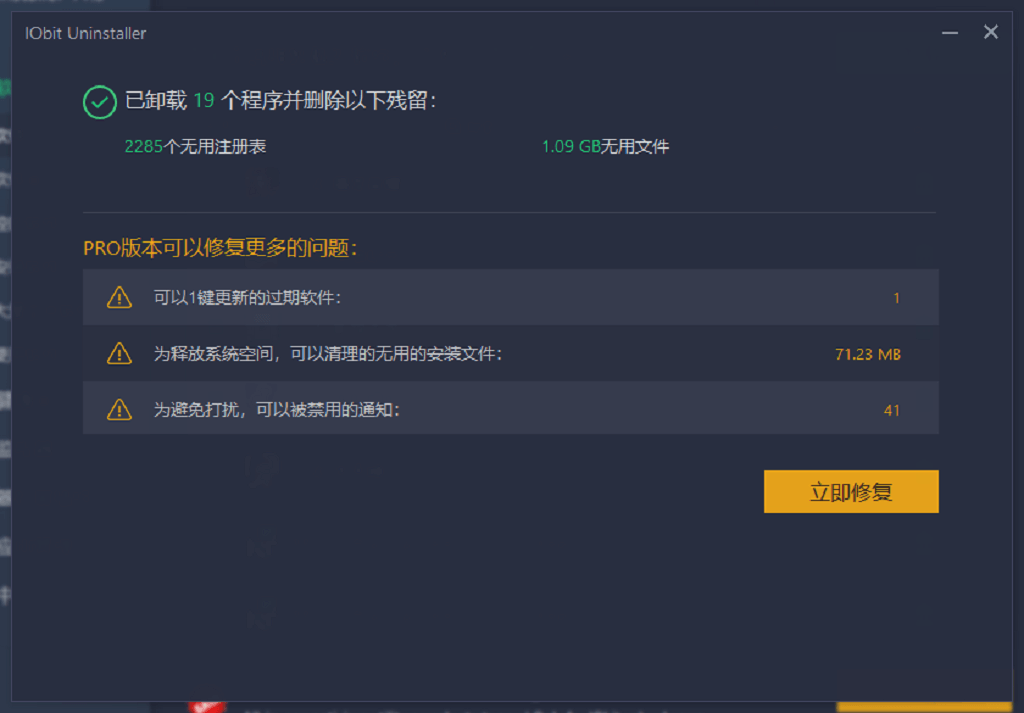 IObit Uninstaller
已卸载 19 个程序并删除以下残留：
2285个无用注册表 1.09 GB无用文件
PRO版本可以修复更多的问题：
可以1键更新的过期软件： 1
为释放系统空间，可以清理的无用的安装文件： 71.23 MB
为避免打扰，可以被禁用的通知： 41
立即修复